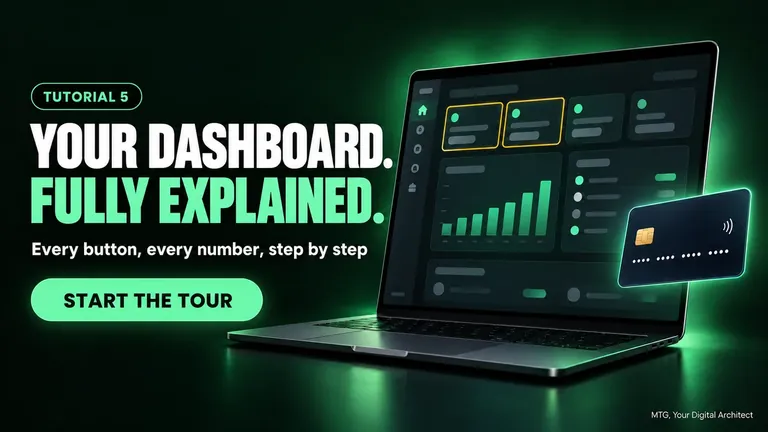 TUTORIAL 5
YOUR DASHBOARD.
FULLY EXPLAINED.
Every button, every number, step by step
START THE TOUR
MTG, Your Digital Architect